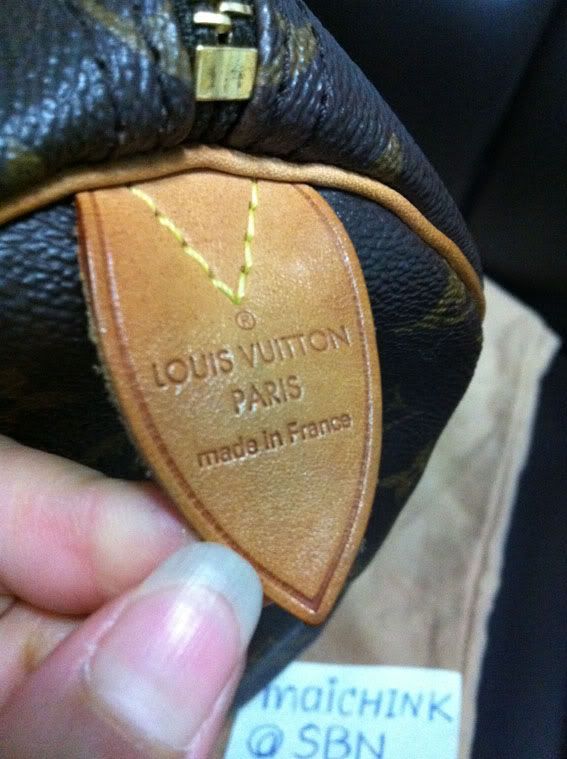 ®
LOUIS VUITTON
PARIS
made in France
maiCHINK
@ SBN